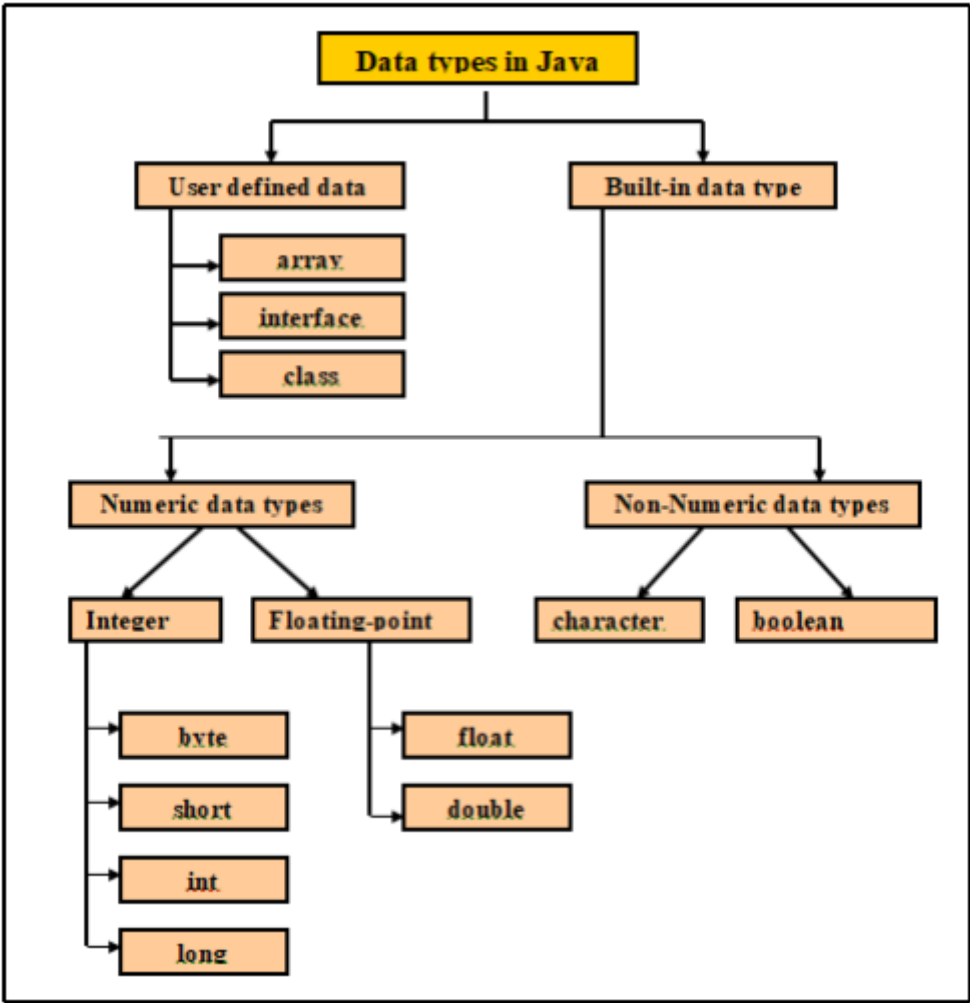 Data types in Java
User defined data
Built-in data type
array
interface
class
Numeric data types
Non-Numeric data types
Integer
Floating-point
character
boolean
byte
float
short
double
int
long